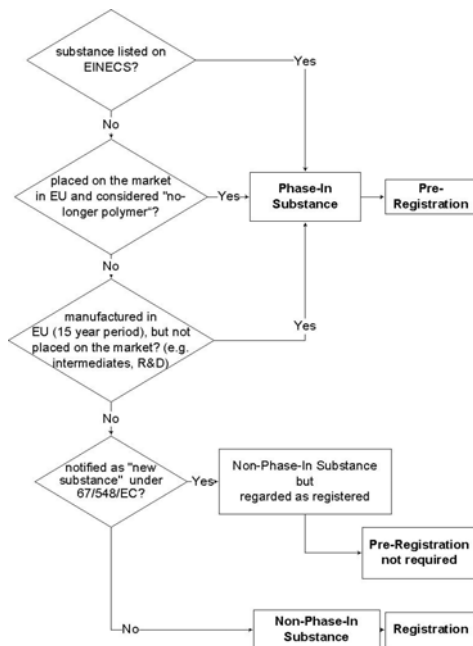 substance listed on
EINECS?
Yes
No
placed on the market
in EU and considered "no-
longer polymer"?
Yes
Phase-In
Substance
Pre-
Registration
No
manufactured in
EU (15 year period), but not
placed on the market? (e.g.
intermediates, R&D)
Yes
No
notified as "new
substance" under
67/548/EC?
Yes
Non-Phase-In Substance
but
regarded as registered
Pre-Registration
not required
No
Non-Phase-In
Substance
Registration